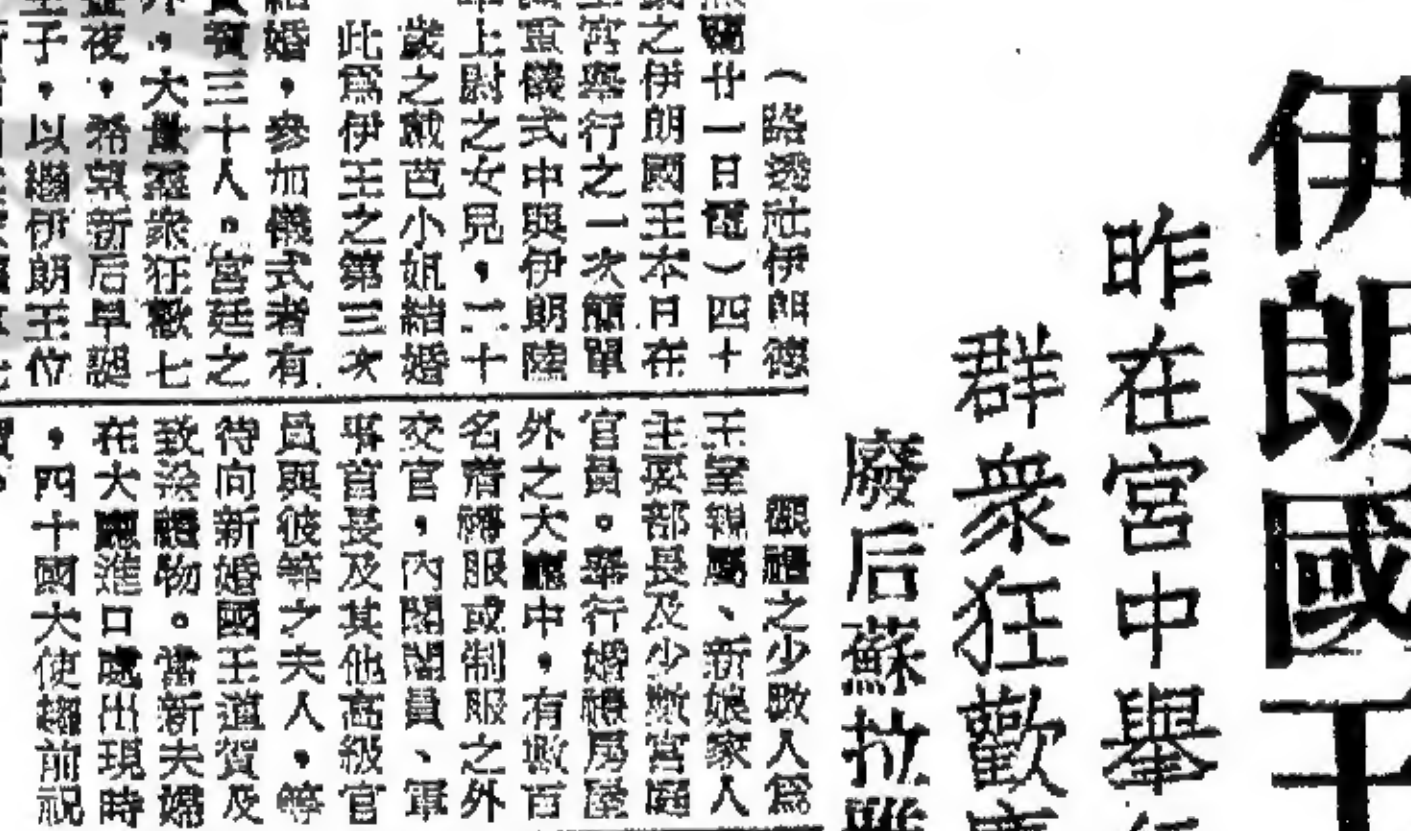 伊朗國王
昨在宮中舉行
群衆狂歡
廢后蘇拉雅
（路透社伊朗德
黑蘭廿一日電）四十
歲之伊朗國王本日在
王宮舉行之一次簡單
重儀式中與伊朗陸
軍上尉之女兒，二十
歲之戴芭小姐結婚
此爲伊王之第三次
結婚，參加儀式者有
貴賓三十人。宮廷之
外，大批羣衆狂歡七
晝夜，希望新后早誕
王子，以繼伊朗王位
觀禮之少數人爲
王室親屬、新娘家人
主要部長及少數宮庭
官員。舉行婚禮房屋
外之大廳中，有數百
名著禮服或制服之外
交官，內閣閣員、軍
事首長及其他高級官
員與彼等之夫人，等
待向新婚國王道賀及
致送禮物。當新夫婦
在大廳進口處出現時
，四十國大使趨前祝
賀。